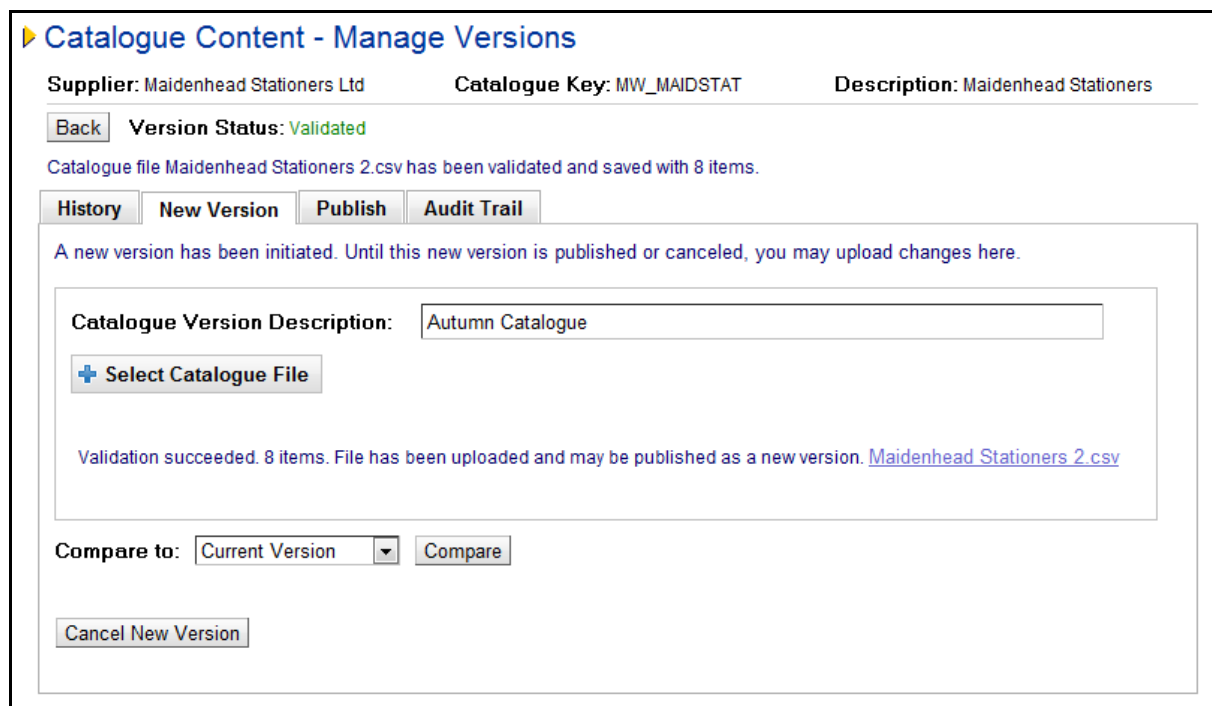 Catalogue Content - Manage Versions
Supplier: Maidenhead Stationers Ltd Catalogue Key: MW_MAIDSTAT Description: Maidenhead Stationers
Back Version Status: Validated
Catalogue file Maidenhead Stationers 2.csv has been validated and saved with 8 items.
History New Version Publish Audit Trail
A new version has been initiated. Until this new version is published or canceled, you may upload changes here.
Catalogue Version Description: Autumn Catalogue
Select Catalogue File
Validation succeeded. 8 items. File has been uploaded and may be published as a new version. Maidenhead Stationers 2.csv
Compare to: Current Version Compare
Cancel New Version